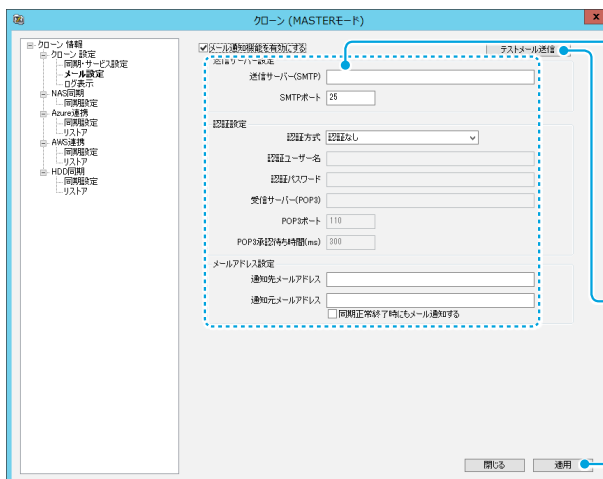 クローン (MASTERモード)
x
クローン 情報
クローン 設定
同期・サービス設定
メール設定
ログ表示
NAS同期
同期設定
Azure連携
同期設定
リストア
AWS連携
同期設定
リストア
HDD同期
同期設定
リストア
メール通知機能を有効にする
テストメール送信
送信サーバー設定
送信サーバー(SMTP)
SMTPポート 25
認証設定
認証方式 認証なし
認証ユーザー名
認証パスワード
受信サーバー(POP3)
POP3ポート 110
POP3承認待ち時間(ms) 300
メールアドレス設定
通知先メールアドレス
通知元メールアドレス
同期正常終了時にもメール通知する
閉じる 適用